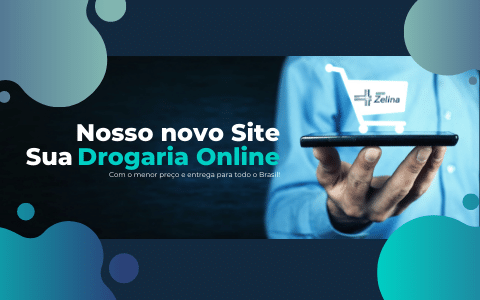 Zelina
Nosso novo Site
Sua Drogaria Online
Com o menor preço e entrega para todo o Brasil!